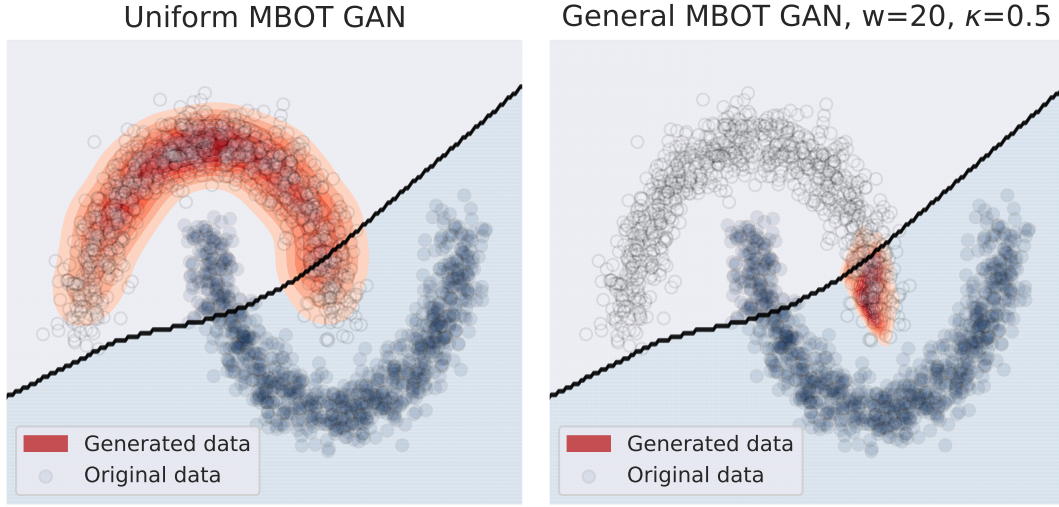 Uniform MBOT GAN
General MBOT GAN, w=20, κ=0.5
Generated data
Original data
Generated data
Original data